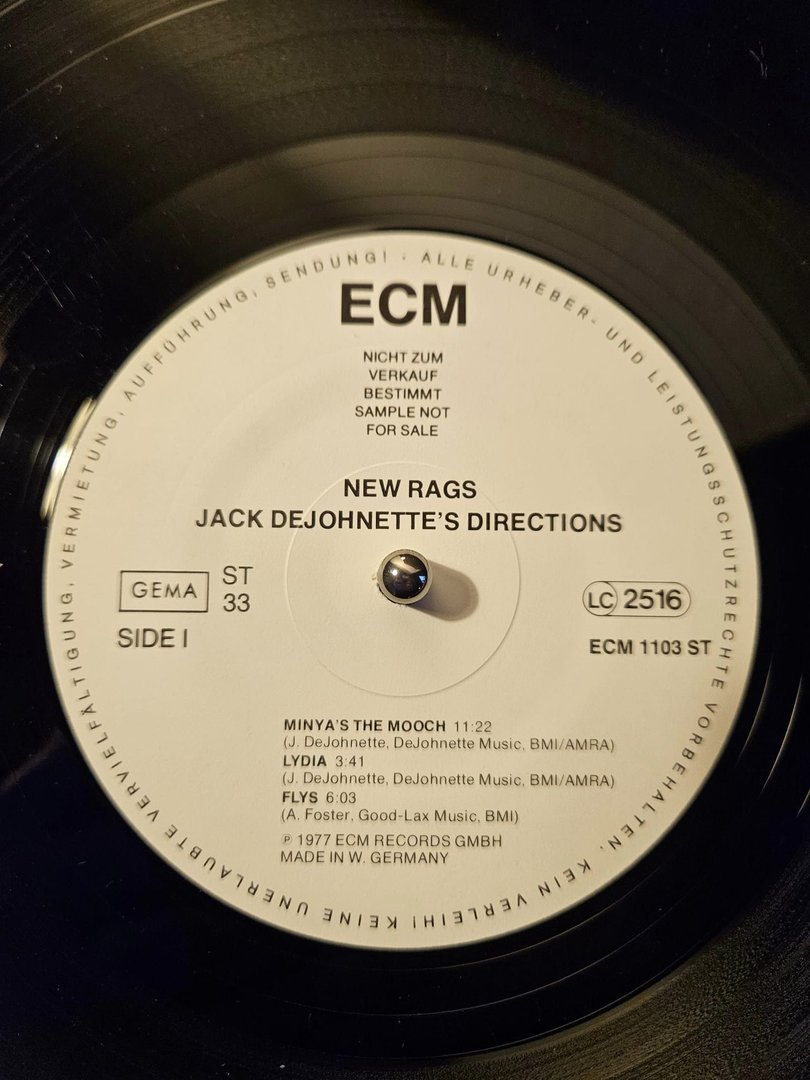 ALLE URHEBER- UND LEISTUNGSSCHUTZRECHTE VORBEHALTEN. KEIN VERLEIH! KEINE UNERLAUBTE VERVIELFÄLTIGUNG, VERMIETUNG, AUFFÜHRUNG, SENDUNG! ·
ECM
NICHT ZUM
VERKAUF
BESTIMMT
SAMPLE NOT
FOR SALE
NEW RAGS
JACK DEJOHNETTE'S DIRECTIONS
GEMA
ST
33
SIDE I
LC 2516
ECM 1103 ST
MINYA'S THE MOOCH 11:22
(J. DeJohnette, DeJohnette Music, BMI/AMRA)
LYDIA 3:41
(J. DeJohnette, DeJohnette Music, BMI/AMRA)
FLYS 6:03
(A. Foster, Good-Lax Music, BMI)
℗ 1977 ECM RECORDS GMBH
MADE IN W. GERMANY